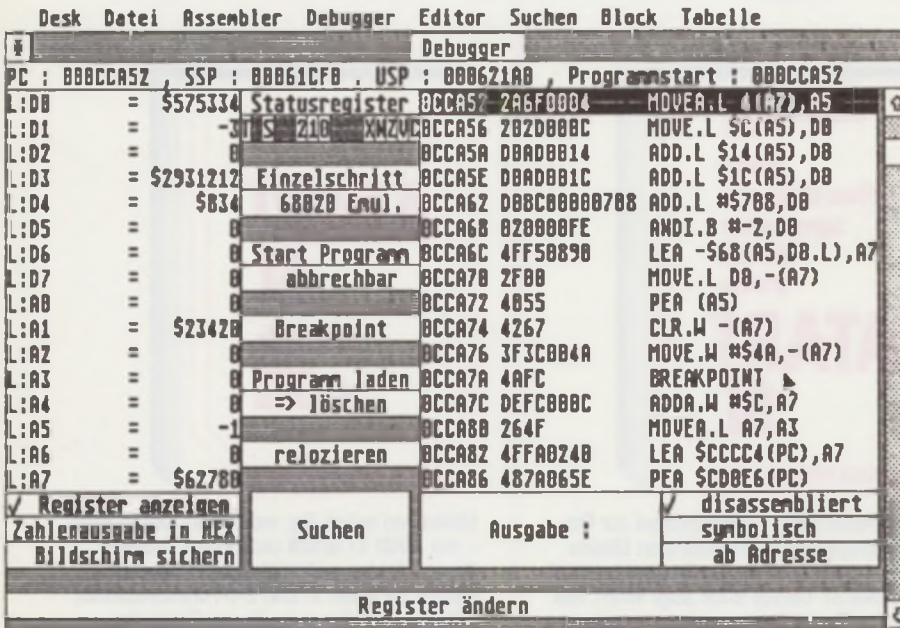 Desk Datei Assembler Debugger Editor Suchen Block Tabelle
Debugger
PC : 000CCA52 , SSP : 00061CF8 . USP : 000621A8 , Programmstart : 000CCA52
L:D0 = $575334 Statusregister 0CCA52 2A6F0004 MOVEA.L 4(A7),A5
L:D1 = -3 T S 210 XNZVC 0CCA56 202D000C MOVE.L $C(A5),D0
L:D2 = 0 0CCA5A D0AD0014 ADD.L $14(A5),D0
L:D3 = $2931212 Einzelschritt 0CCA5E D0AD001C ADD.L $1C(A5),D0
L:D4 = $834 68020 Emul. 0CCA62 D0BC00000700 ADD.L #$700,D0
L:D5 = 0 0CCA68 020000FE ANDI.B #-2,D0
L:D6 = 0 Start Programm 0CCA6C 4FF50898 LEA -$68(A5,D0.L),A7
L:D7 = 0 abbrechbar 0CCA70 2F00 MOVE.L D0,-(A7)
L:A0 = 0 0CCA72 4855 PEA (A5)
L:A1 = $23420 Breakpoint 0CCA74 4267 CLR.W -(A7)
L:A2 = 0 0CCA76 3F3C004A MOVE.W #$4A,-(A7)
L:A3 = 0 Programm laden 0CCA7A 4AFC BREAKPOINT
L:A4 = 0 => löschen 0CCA7C DEFC000C ADDA.W #$C,A7
L:A5 = -1 0CCA80 264F MOVEA.L A7,A3
L:A6 = 0 relozieren 0CCA82 4FFA0240 LEA $CCCC4(PC),A7
L:A7 = $62780 0CCA86 487A065E PEA $CD0E6(PC)
✓ Register anzeigen ✓ disassembliert
Zahlenausgabe in HEX Suchen Ausgabe : symbolisch
Bildschirm sichern ab Adresse
Register ändern